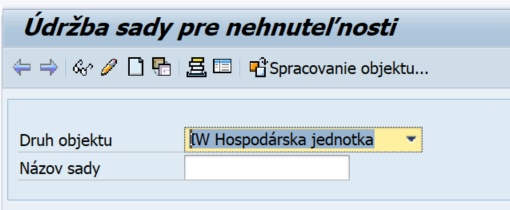 Údržba sady pre nehnuteľnosti
Spracovanie objektu...
Druh objektu IW Hospodárska jednotka
Názov sady